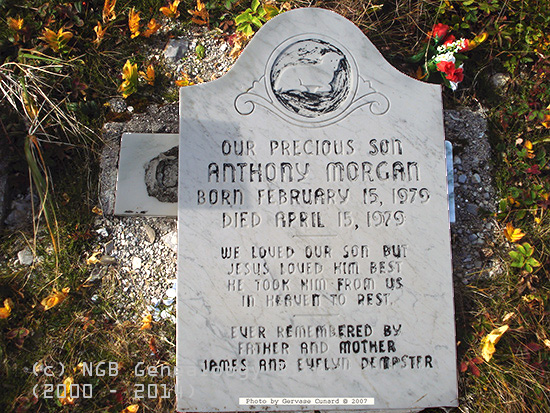 OUR PRECIOUS SON
ANTHONY MORGAN
BORN FEBRUARY 15, 1979
DIED APRIL 15, 1979
WE LOVED OUR SON BUT
JESUS LOVED HIM BEST
HE TOOK HIM FROM US
IN HEAVEN TO REST.
EVER REMEMBERED BY
FATHER AND MOTHER
JAMES AND EVELYN DEMPSTER
(c) NGB Genealogy
(2000 - 2011)
Photo by Gervase Cunard © 2007